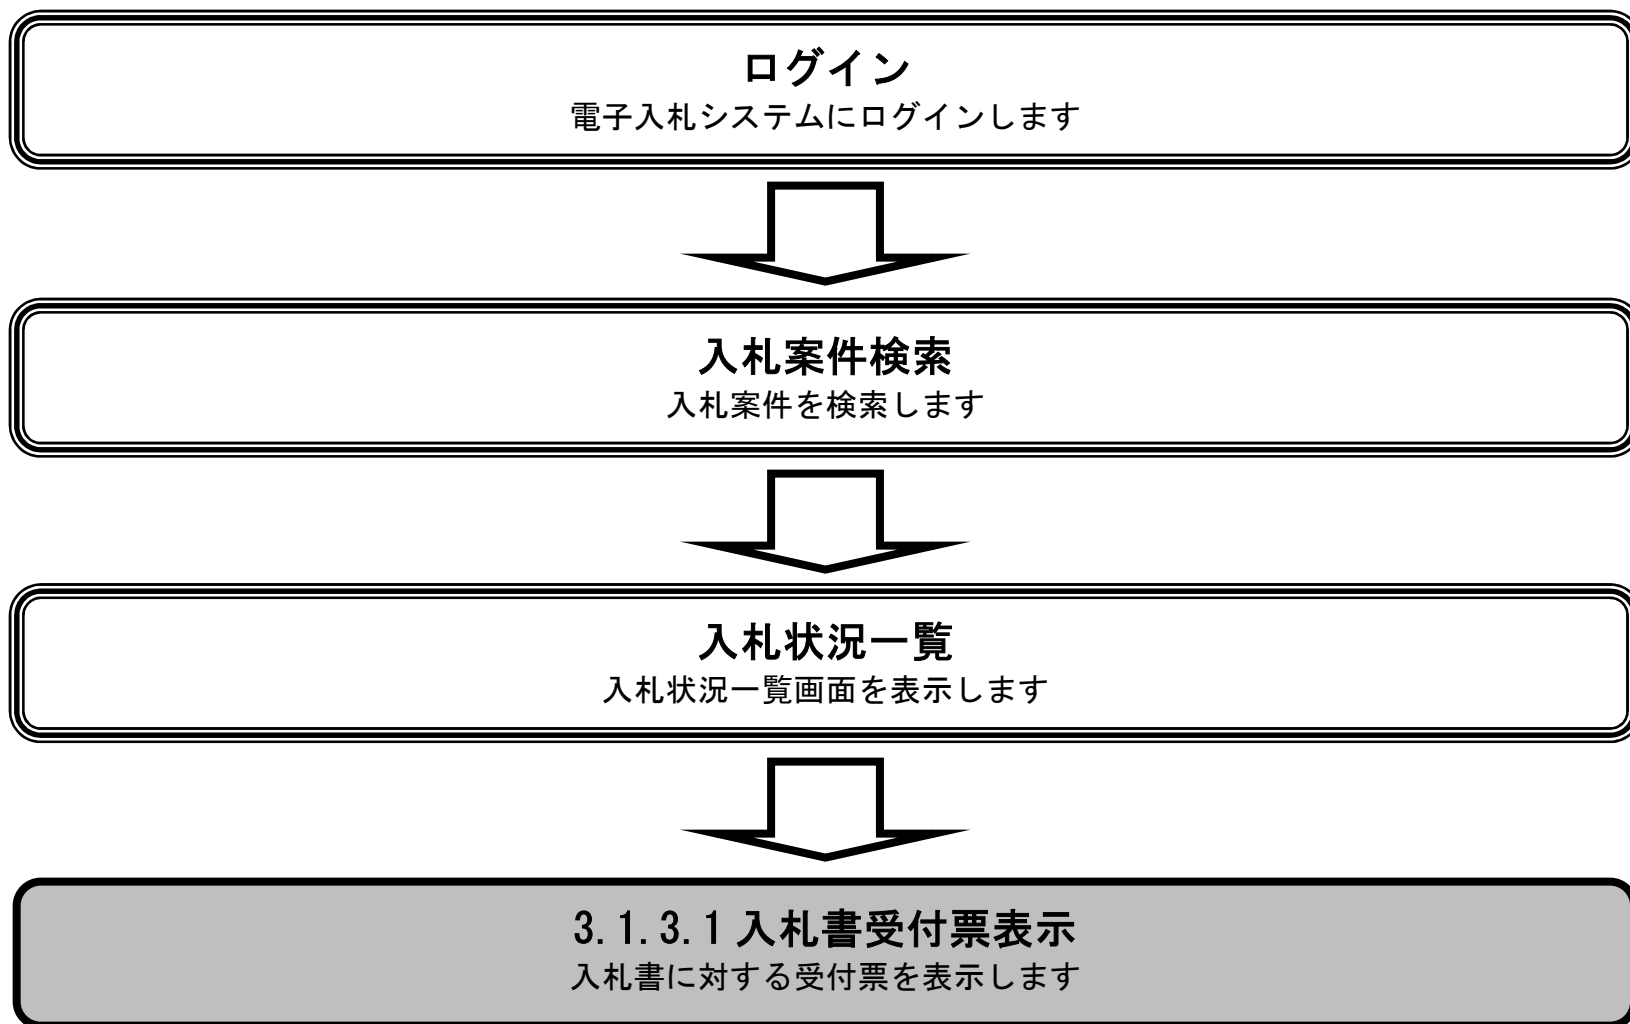 ログイン
電子入札システムにログインします
入札案件検索
入札案件を検索します
入札状況一覧
入札状況一覧画面を表示します
3.1.3.1入札書受付票表示
入札書に対する受付票を表示します